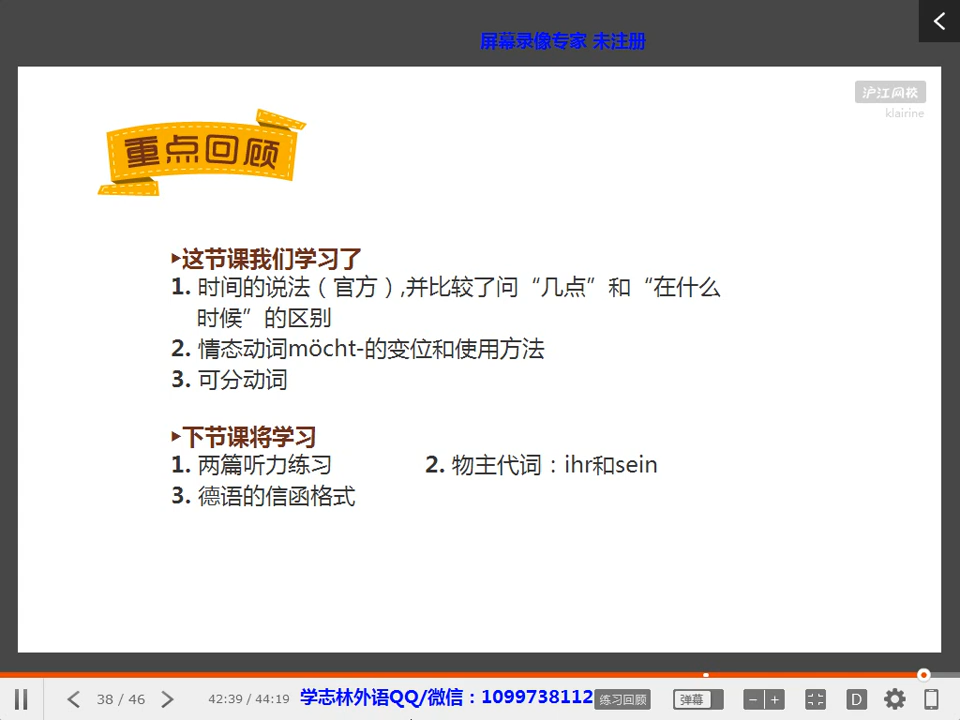 屏幕录像专家 未注册
沪江网校
klairine
重点回顾
▸这节课我们学习了
1. 时间的说法（官方）,并比较了问“几点”和“在什么
时候”的区别
2. 情态动词möcht-的变位和使用方法
3. 可分动词
▸下节课将学习
1. 两篇听力练习 2. 物主代词：ihr和sein
3. 德语的信函格式
38 / 46 42:39 / 44:19 学志林外语QQ/微信：1099738112 练习回顾 弹幕 D